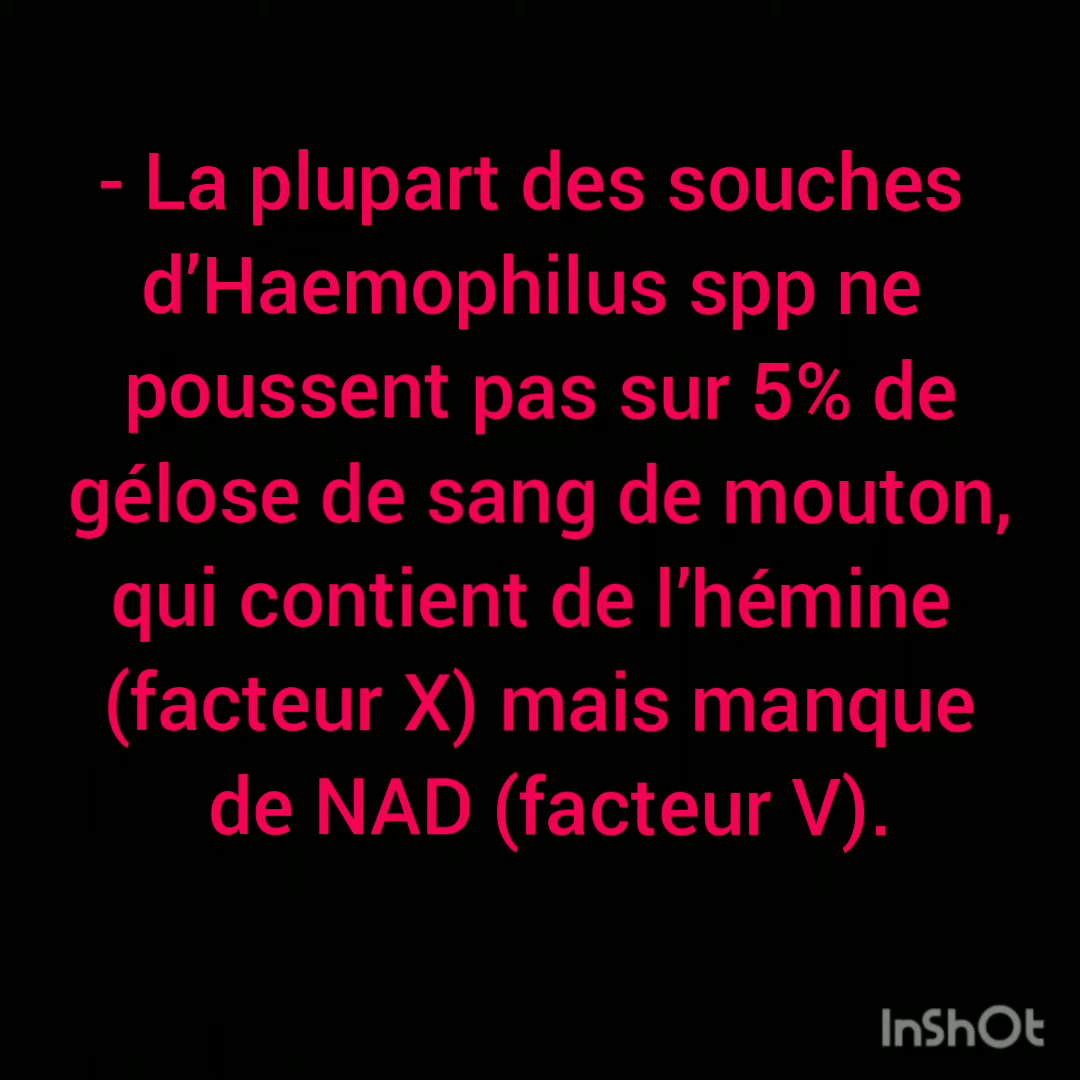 - La plupart des souches
d’Haemophilus spp ne
poussent pas sur 5% de
gélose de sang de mouton,
qui contient de l’hémine
(facteur X) mais manque
de NAD (facteur V).
InShOt